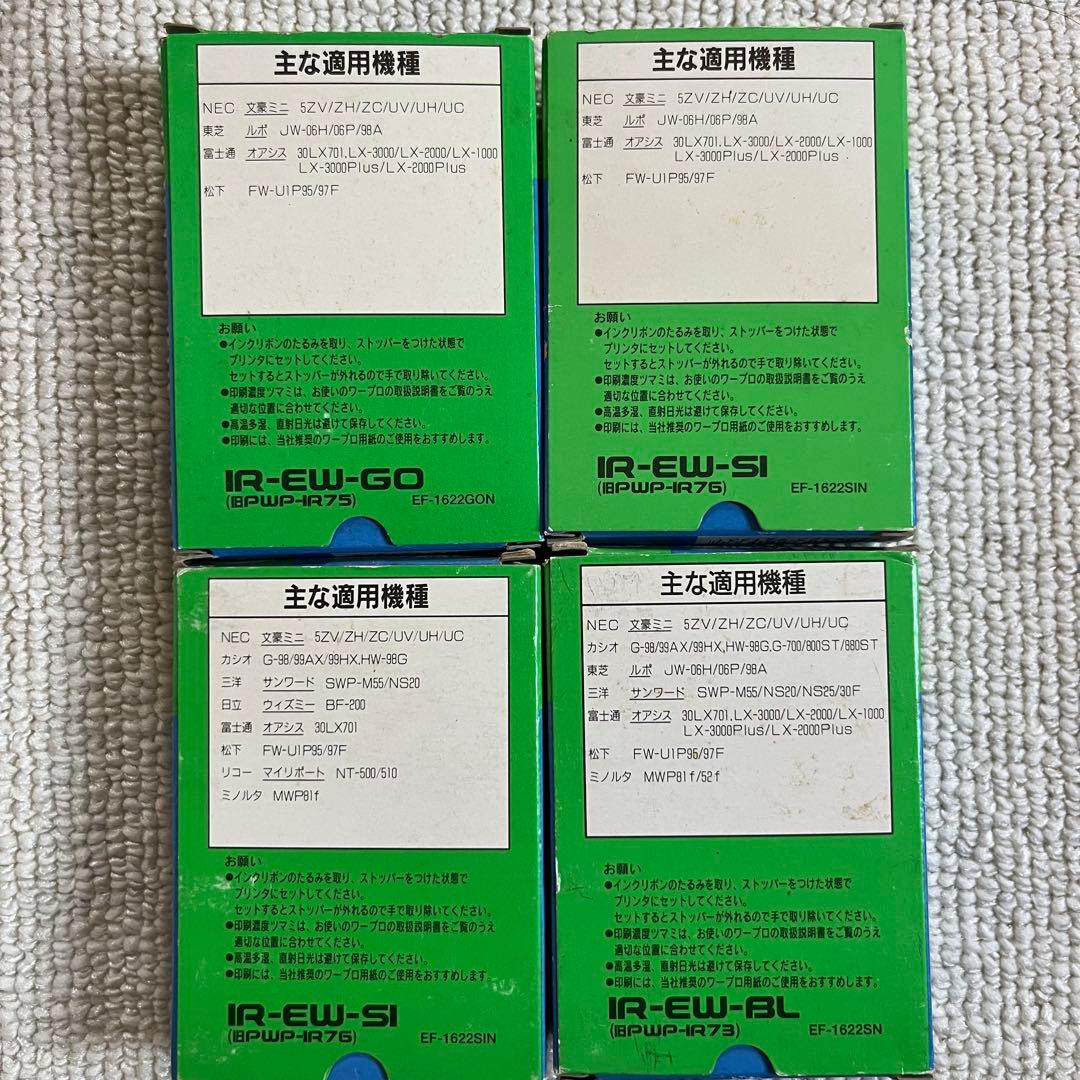 主な適用機種
NEC 文豪ミニ 5ZV/ZH/ZC/UV/UH/UC
東芝 ルポ JW-06H/06P/98A
富士通 オアシス 30LX701,LX-3000/LX-2000/LX-1000
LX-3000Plus/LX-2000Plus
松下 FW-U1P95/97F
お願い
●インクリボンのたるみを取り、ストッパーをつけた状態で
プリンタにセットしてください。
セットするとストッパーが外れるので手で取り除いてください。
●印刷濃度ツマミは、お使いのワープロの取扱説明書をご覧のうえ
適切な位置に合わせてください。
●高温多湿、直射日光は避けて保存してください。
●印刷には、当社推奨のワープロ用紙のご使用をおすすめします。
IR-EW-GO
(旧PWP-IR75) EF-1622GON
主な適用機種
NEC 文豪ミニ 5ZV/ZH/ZC/UV/UH/UC
東芝 ルポ JW-06H/06P/98A
富士通 オアシス 30LX701,LX-3000/LX-2000/LX-1000
LX-3000Plus/LX-2000Plus
松下 FW-U1P95/97F
お願い
●インクリボンのたるみを取り、ストッパーをつけた状態で
プリンタにセットしてください。
セットするとストッパーが外れるので手で取り除いてください。
●印刷濃度ツマミは、お使いのワープロの取扱説明書をご覧のうえ
適切な位置に合わせてください。
●高温多湿、直射日光は避けて保存してください。
●印刷には、当社推奨のワープロ用紙のご使用をおすすめします。
IR-EW-SI
(旧PWP-IR76) EF-1622SIN
主な適用機種
NEC 文豪ミニ 5ZV/ZH/ZC/UV/UH/UC
カシオ G-98/99AX/99HX,HW-98G
三洋 サンワード SWP-M55/NS20
日立 ウィズミー BF-200
富士通 オアシス 30LX701
松下 FW-U1P95/97F
リコー マイリポート NT-500/510
ミノルタ MWP81f
お願い
●インクリボンのたるみを取り、ストッパーをつけた状態で
プリンタにセットしてください。
セットするとストッパーが外れるので手で取り除いてください。
●印刷濃度ツマミは、お使いのワープロの取扱説明書をご覧のうえ
適切な位置に合わせてください。
●高温多湿、直射日光は避けて保存してください。
●印刷には、当社推奨のワープロ用紙のご使用をおすすめします。
IR-EW-SI
(旧PWP-IR76) EF-1622SIN
主な適用機種
NEC 文豪ミニ 5ZV/ZH/ZC/UV/UH/UC
カシオ G-98/99AX/99HX,HW-98G,G-700/800ST/880ST
東芝 ルポ JW-06H/06P/98A
三洋 サンワード SWP-M55/NS20/NS25/30F
富士通 オアシス 30LX701,LX-3000/LX-2000/LX-1000
LX-3000Plus/LX-2000Plus
松下 FW-U1P95/97F
ミノルタ MWP81f/52f
お願い
●インクリボンのたるみを取り、ストッパーをつけた状態で
プリンタにセットしてください。
セットするとストッパーが外れるので手で取り除いてください。
●印刷濃度ツマミは、お使いのワープロの取扱説明書をご覧のうえ
適切な位置に合わせてください。
●高温多湿、直射日光は避けて保存してください。
●印刷には、当社推奨のワープロ用紙のご使用をおすすめします。
IR-EW-BL
(旧PWP-IR73) EF-1622SN